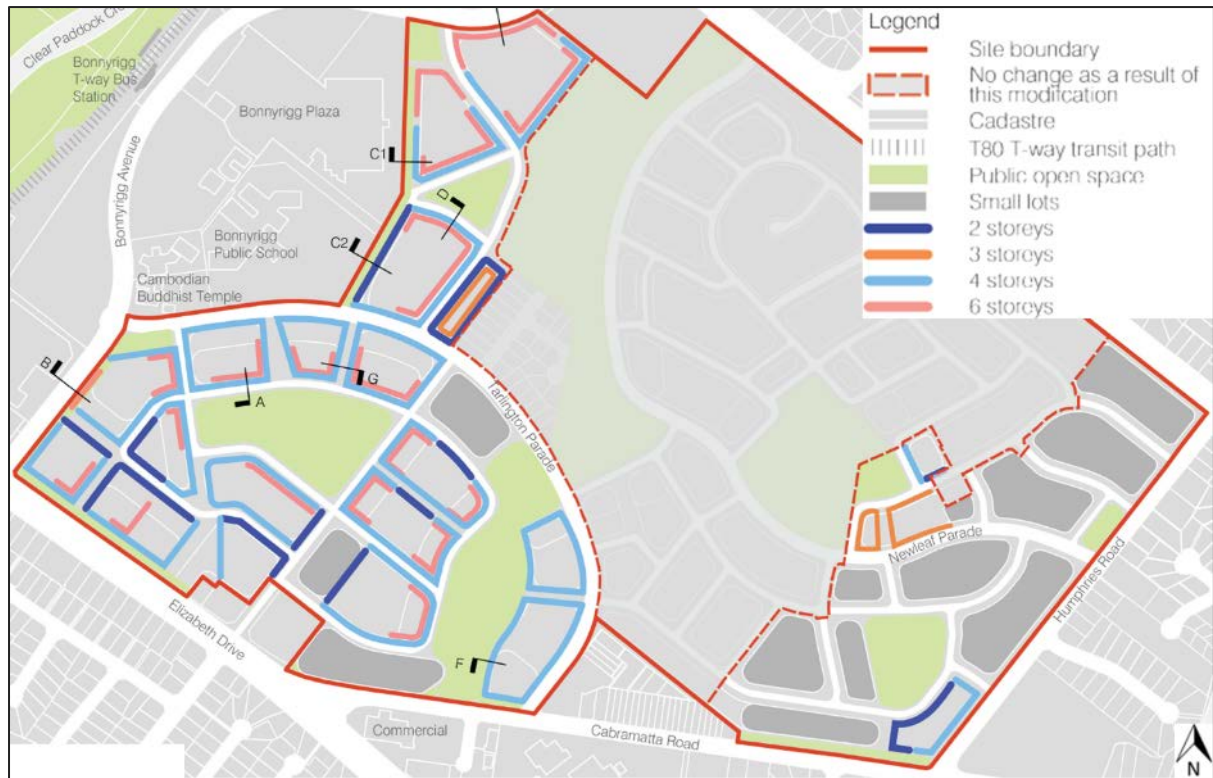 Clear Paddock Cre
Bonnyrigg
T-way Bus
Station
Bonnyrigg Plaza
Bonnyrigg Avenue
C1
D
Bonnyrigg
Public School
C2
Cambodian
Buddhist Temple
B
A
G
Tarlington Parade
F
Elizabeth Drive
Commercial
Cabramatta Road
Newleaf Parade
Humphries Road
N
Legend
Site boundary
No change as a result of
this modifcation
Cadastre
T80 T-way transit path
Public open space
Small lots
2 storeys
3 storeys
4 storeys
6 storeys